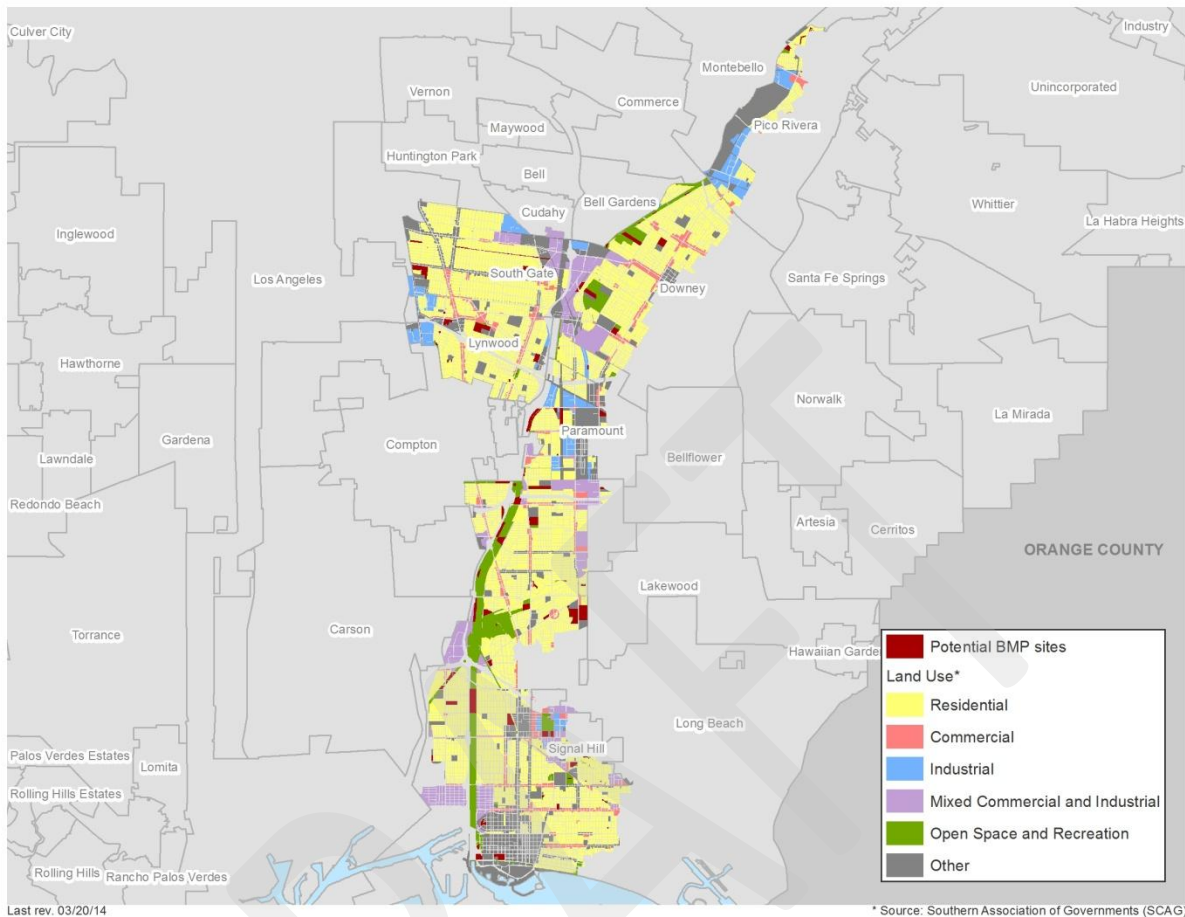 Culver City
Industry
Montebello
Vernon
Commerce
Unincorporated
Maywood
Pico Rivera
Huntington Park
Bell
Whittier
Bell Gardens
Cudahy
La Habra Heights
Inglewood
Los Angeles
South Gate
Santa Fe Springs
Downey
Lynwood
Hawthorne
Norwalk
La Mirada
Paramount
Gardena
Compton
Bellflower
Lawndale
Redondo Beach
Artesia
Cerritos
ORANGE COUNTY
Lakewood
Carson
Torrance
Hawaiian Garde
Long Beach
Signal Hill
Palos Verdes Estates
Lomita
Rolling Hills Estates
Rolling Hills
Rancho Palos Verdes
Potential BMP sites
Land Use*
Residential
Commercial
Industrial
Mixed Commercial and Industrial
Open Space and Recreation
Other
Last rev. 03/20/14
* Source: Southern Association of Governments (SCAG)